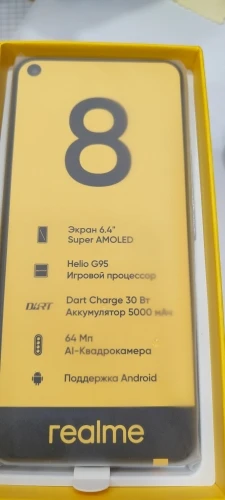 8
Экран 6.4"
Super AMOLED
Helio G95
Игровой процессор
DART
Dart Charge 30 Вт
Аккумулятор 5000 мАч
64 Мп
AI-Квадрокамера
Поддержка Android
realme